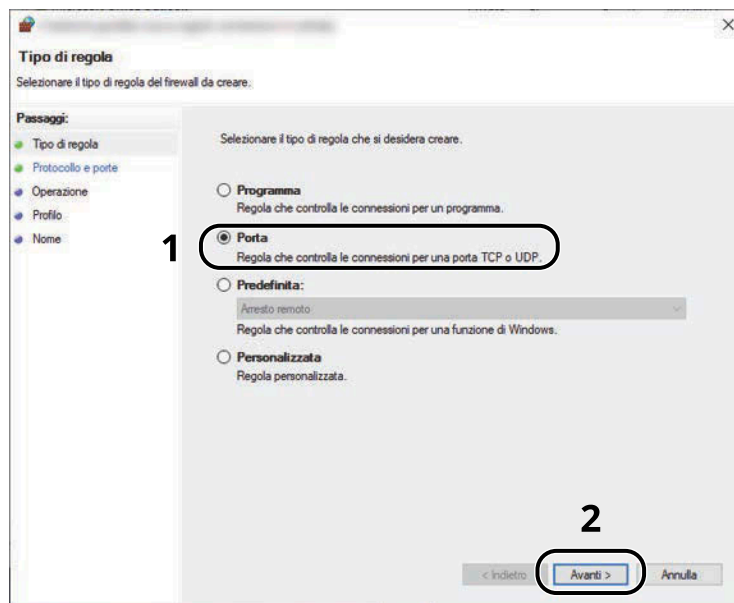 Tipo di regola
Selezionare il tipo di regola del firewall da creare.
Passaggi:
Tipo di regola
Protocollo e porte
Operazione
Profilo
Nome
Selezionare il tipo di regola che si desidera creare.
Programma
Regola che controlla le connessioni per un programma.
1
Porta
Regola che controlla le connessioni per una porta TCP o UDP.
Predefinita:
Arresto remoto
Regola che controlla le connessioni per una funzione di Windows.
Personalizzata
Regola personalizzata.
2
< Indietro
Avanti >
Annulla